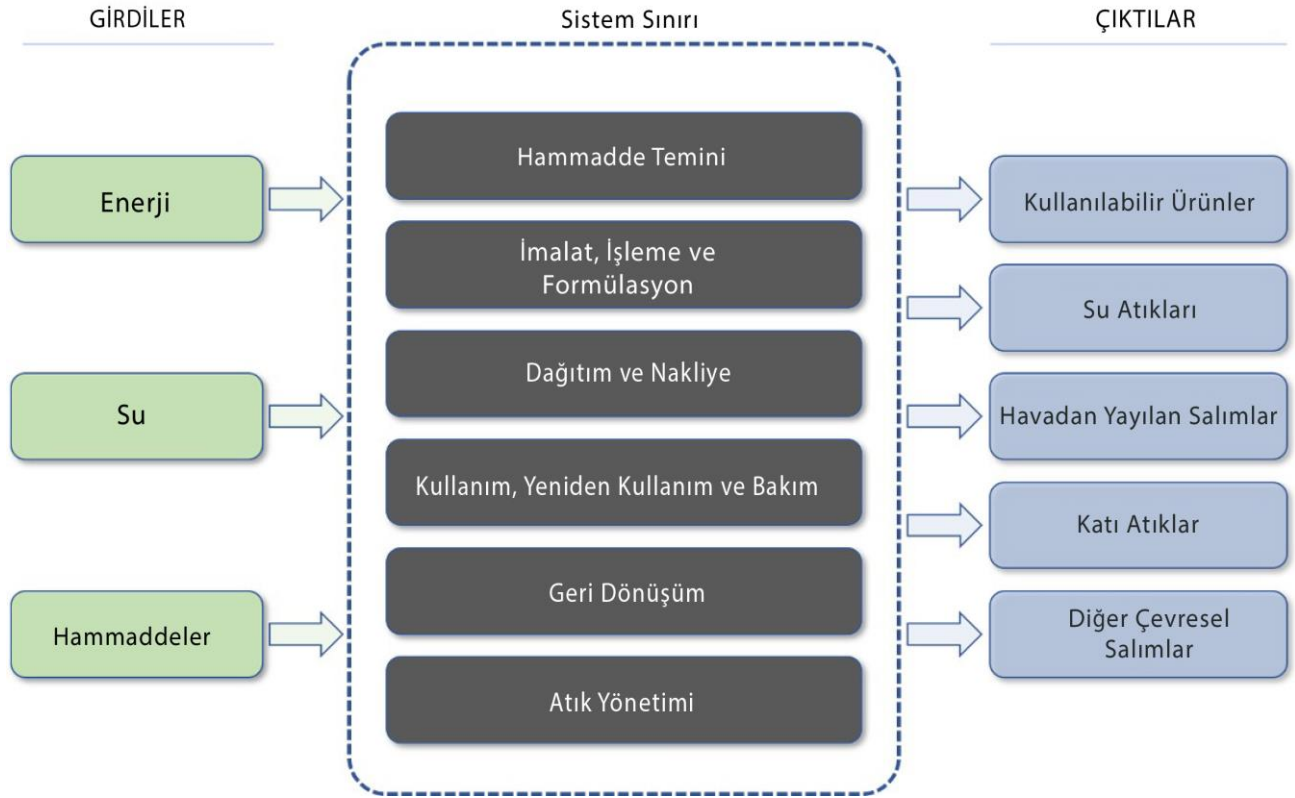 GİRDİLER
Sistem Sınırı
ÇIKTILAR
Enerji
Su
Hammaddeler
Hammadde Temini
İmalat, İşleme ve
Formülasyon
Dağıtım ve Nakliye
Kullanım, Yeniden Kullanım ve Bakım
Geri Dönüşüm
Atık Yönetimi
Kullanılabilir Ürünler
Su Atıkları
Havadan Yayılan Salımlar
Katı Atıklar
Diğer Çevresel
Salımlar